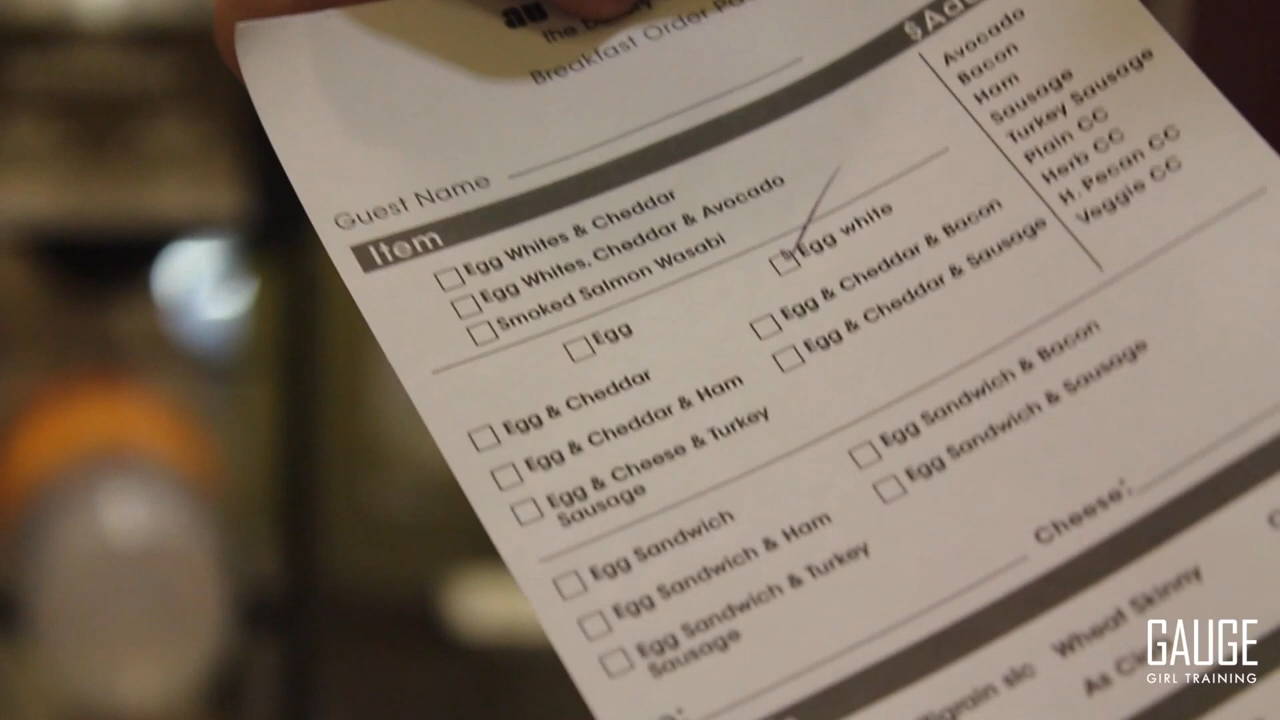 au
the
Breakfast Order
Guest Name
Item
Egg Whites & Cheddar
Egg Whites, Cheddar & Avocado
Smoked Salmon Wasabi
Egg
Egg white
Egg & Cheddar
Egg & Cheddar & Ham
Egg & Cheese & Turkey
Sausage
Egg & Cheddar & Bacon
Egg & Cheddar & Sausage
Egg Sandwich
Egg Sandwich & Ham
Egg Sandwich & Turkey
Sausage
Egg Sandwich & Bacon
Egg Sandwich & Sausage
Cheese:
Avocado
Bacon
Ham
Sausage
Turkey Sausage
Plain CC
Herb CC
H. Pecan CC
Veggie CC
slc
Wheat Skinny
As
GAUGE
GIRL TRAINING